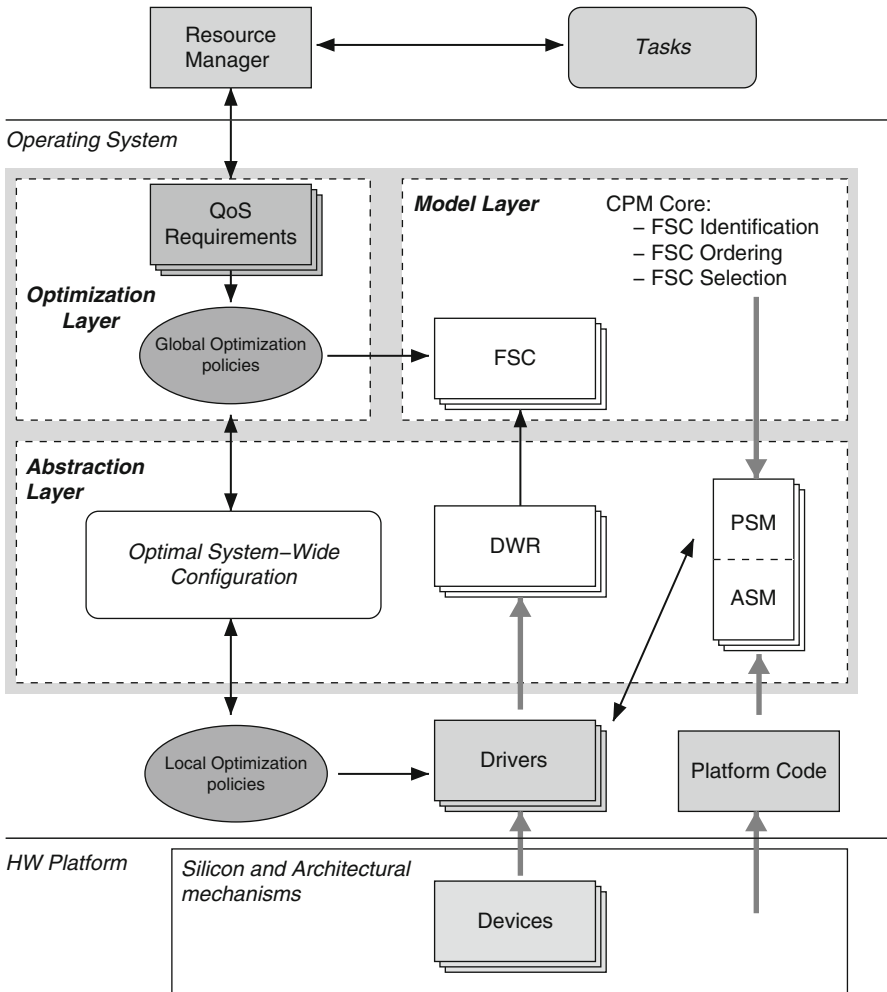 Resource
Manager
Tasks
Operating System
QoS
Requirements
Optimization
Layer
Global Optimization
policies
Model Layer
CPM Core:
– FSC Identification
– FSC Ordering
– FSC Selection
FSC
Abstraction
Layer
Optimal System–Wide
Configuration
DWR
PSM
ASM
Local Optimization
policies
Drivers
Platform Code
HW Platform
Silicon and Architectural
mechanisms
Devices